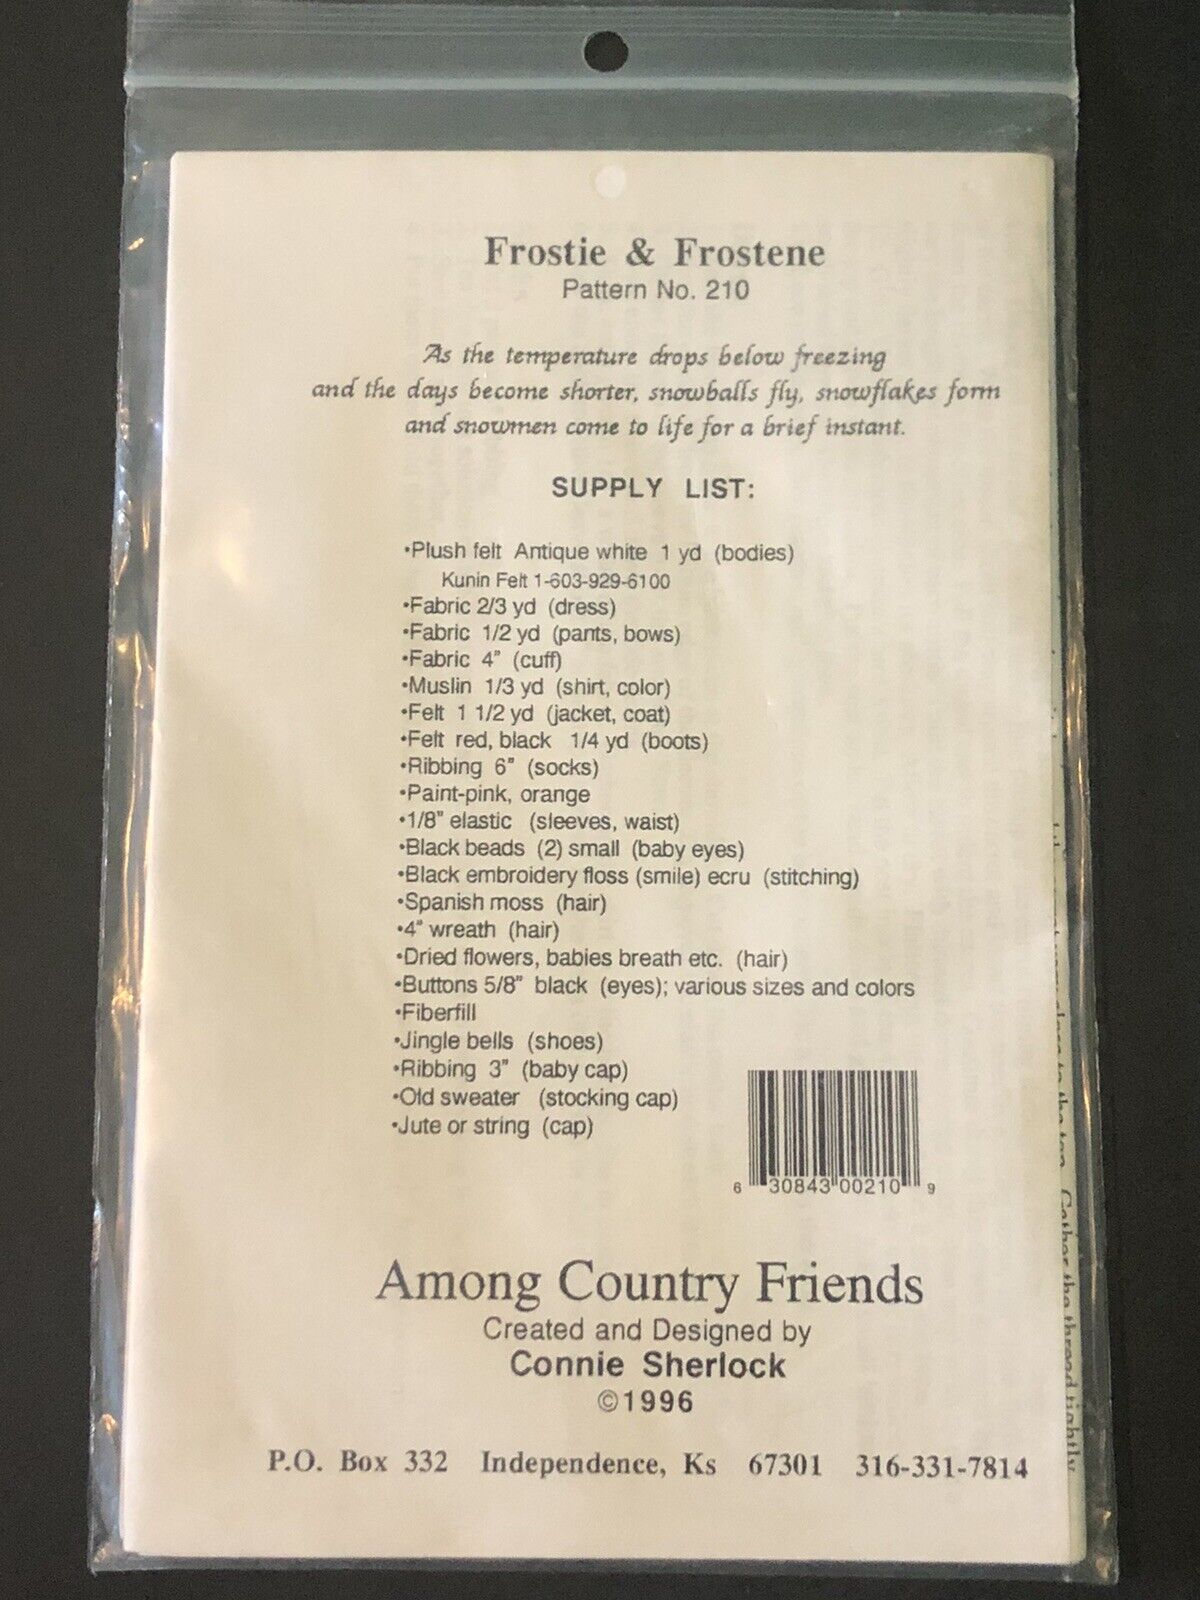 Frostie & Frostene
Pattern No. 210
As the temperature drops below freezing
and the days become shorter, snowballs fly, snowflakes form
and snowmen come to life for a brief instant.
SUPPLY LIST:
•Plush felt Antique white 1 yd (bodies)
Kunin Felt 1-603-929-6100
•Fabric 2/3 yd (dress)
•Fabric 1/2 yd (pants, bows)
•Fabric 4" (cuff)
•Muslin 1/3 yd (shirt, color)
•Felt 1 1/2 yd (jacket, coat)
•Felt red, black 1/4 yd (boots)
•Ribbing 6" (socks)
•Paint-pink, orange
•1/8" elastic (sleeves, waist)
•Black beads (2) small (baby eyes)
•Black embroidery floss (smile) ecru (stitching)
•Spanish moss (hair)
•4" wreath (hair)
•Dried flowers, babies breath etc. (hair)
•Buttons 5/8" black (eyes); various sizes and colors
•Fiberfill
•Jingle bells (shoes)
•Ribbing 3" (baby cap)
•Old sweater (stocking cap)
•Jute or string (cap)
6 30843 00210 9
Among Country Friends
Created and Designed by
Connie Sherlock
©1996
P.O. Box 332 Independence, Ks 67301 316-331-7814
to the top. Gather the thread tightly